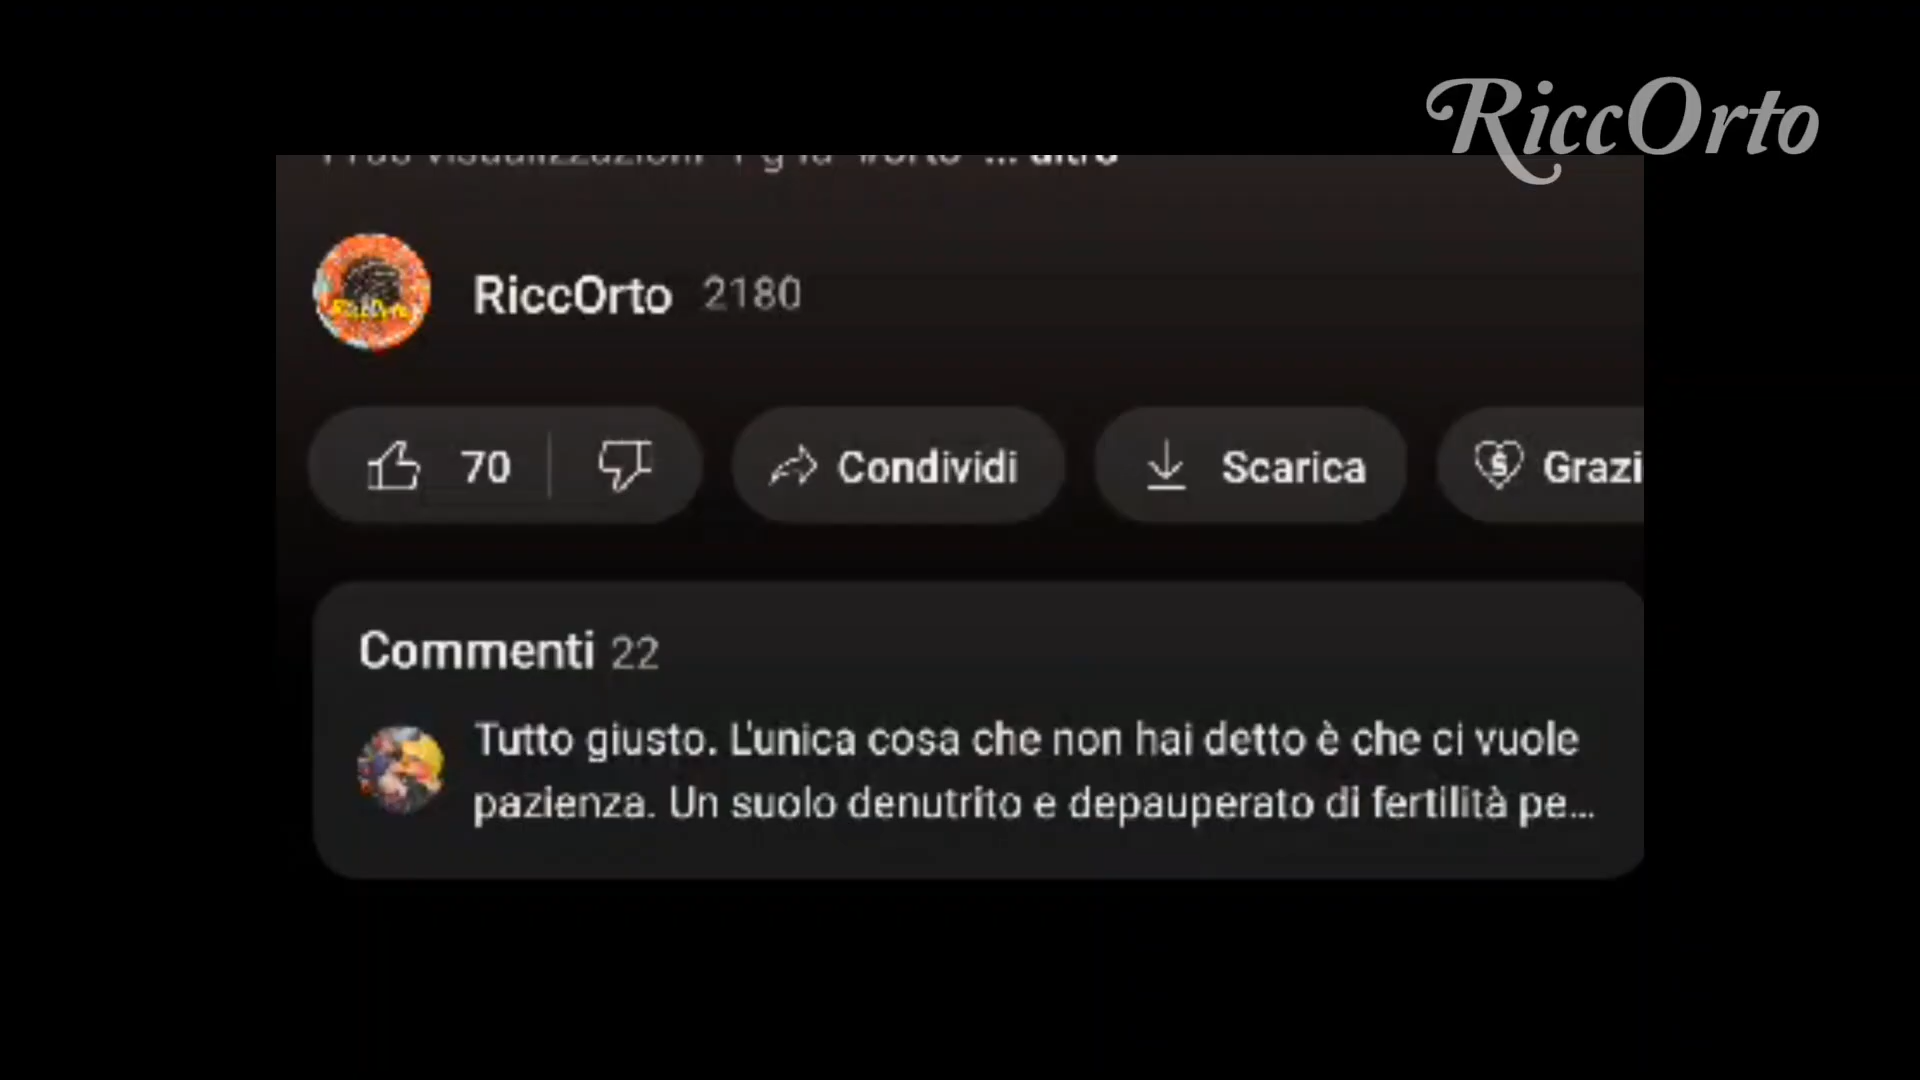 RiccOrto
... altro
RiccOrto 2180
70
Condividi
Scarica
Grazi
Commenti 22
Tutto giusto. L'unica cosa che non hai detto è che ci vuole
pazienza. Un suolo denutrito e depauperato di fertilità pe...